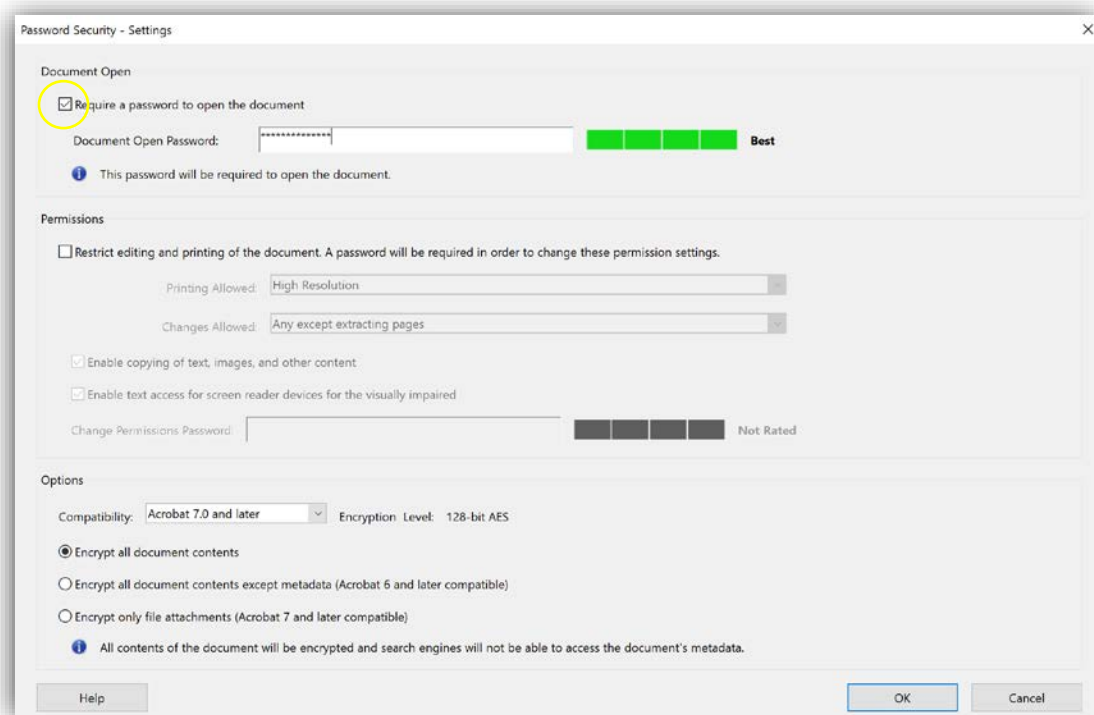 Password Security - Settings
Document Open
Require a password to open the document
Document Open Password: **************
Best
This password will be required to open the document.
Permissions
Restrict editing and printing of the document. A password will be required in order to change these permission settings.
Printing Allowed: High Resolution
Changes Allowed: Any except extracting pages
Enable copying of text, images, and other content
Enable text access for screen reader devices for the visually impaired
Change Permissions Password: Not Rated
Options
Compatibility: Acrobat 7.0 and later Encryption Level: 128-bit AES
Encrypt all document contents
Encrypt all document contents except metadata (Acrobat 6 and later compatible)
Encrypt only file attachments (Acrobat 7 and later compatible)
All contents of the document will be encrypted and search engines will not be able to access the document's metadata.
Help OK Cancel